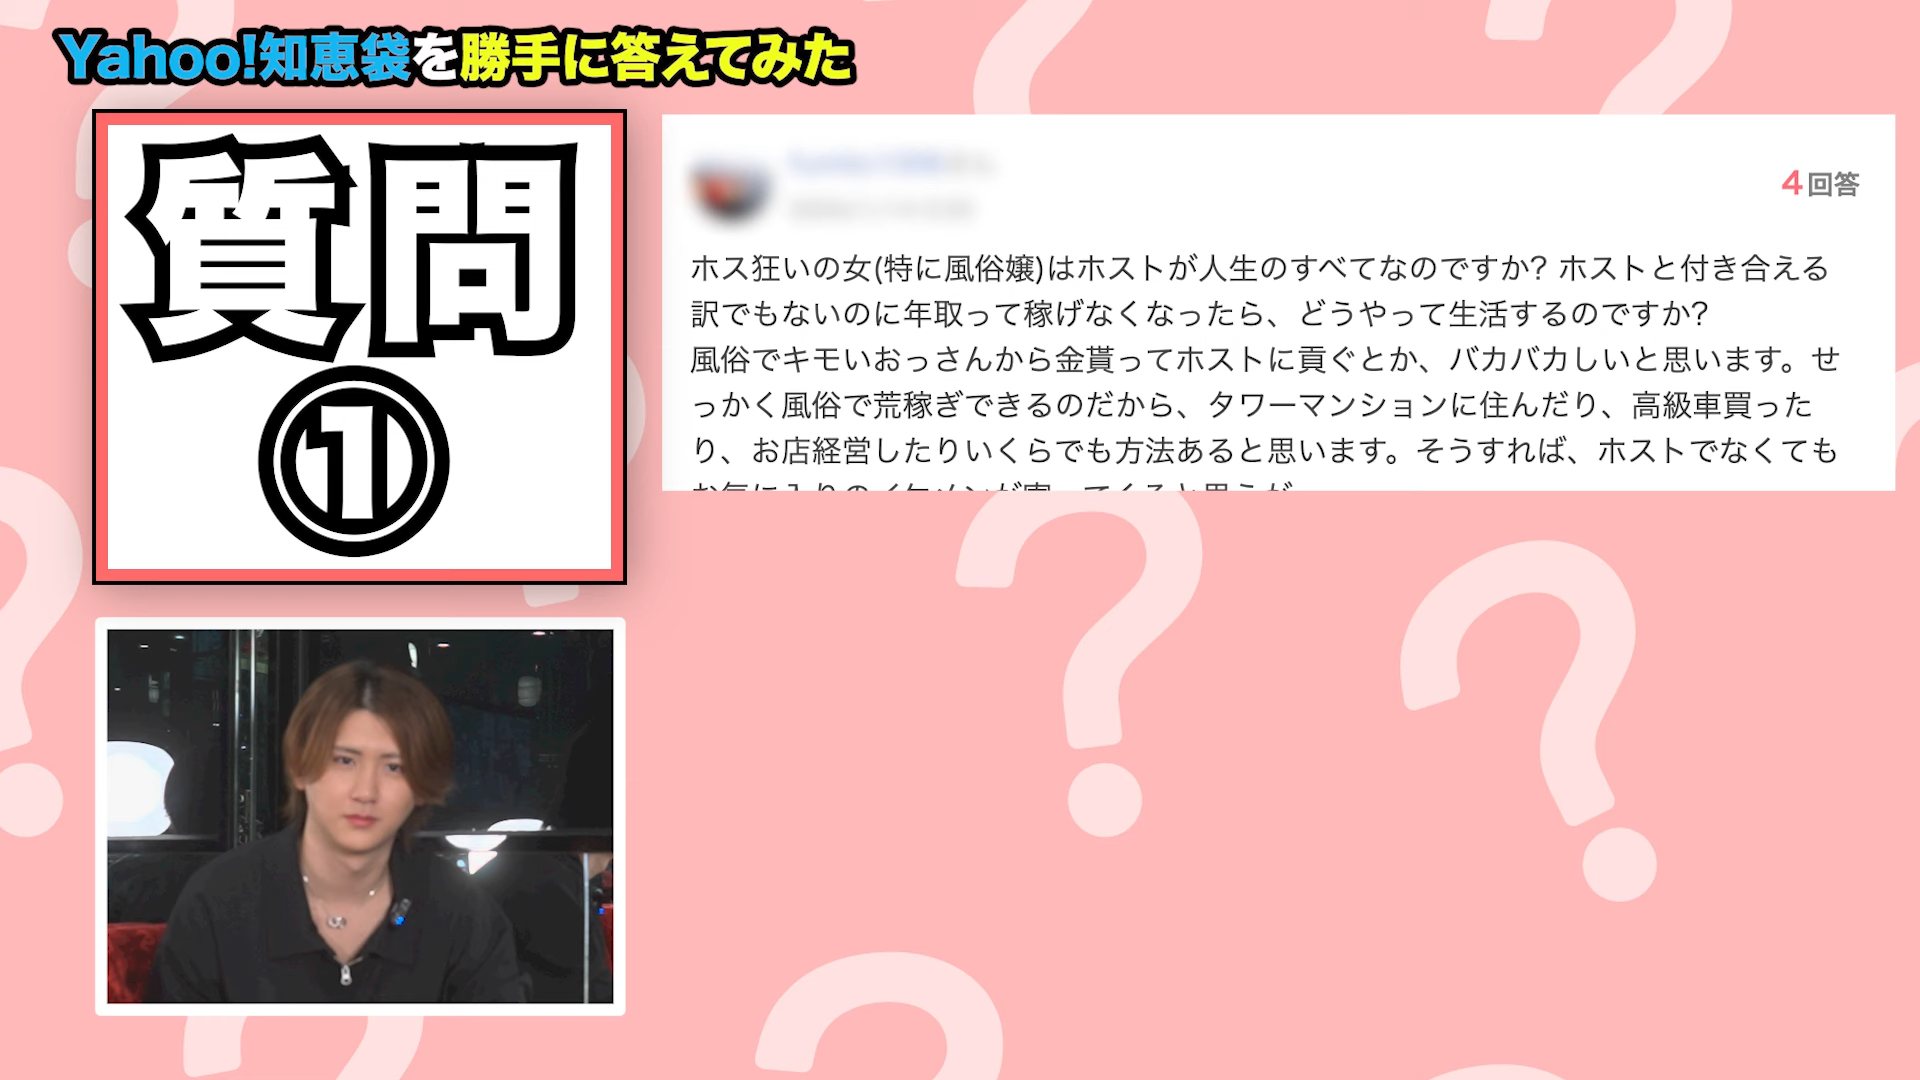 Yahoo!知恵袋を勝手に答えてみた
質問
①
4回答
ホス狂いの女(特に風俗嬢)はホストが人生のすべてなのですか? ホストと付き合える
訳でもないのに年取って稼げなくなったら、どうやって生活するのですか?
風俗でキモいおっさんから金貰ってホストに貢ぐとか、バカバカしいと思います。せ
っかく風俗で荒稼ぎできるのだから、タワーマンションに住んだり、高級車買った
り、お店経営したりいくらでも方法あると思います。そうすれば、ホストでなくても